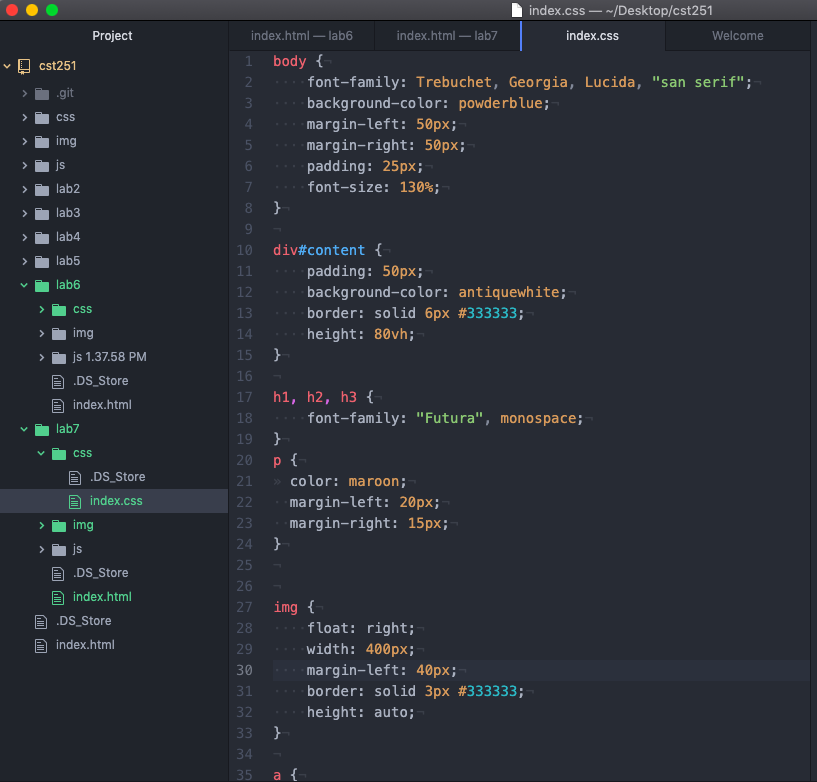 index.css — ~/Desktop/cst251
Project
cst251
.git
css
img
js
lab2
lab3
lab4
lab5
lab6
css
img
js 1.37.58 PM
.DS_Store
index.html
lab7
css
.DS_Store
index.css
img
js
.DS_Store
index.html
.DS_Store
index.html
index.html — lab6
index.html — lab7
index.css
Welcome
1 body {
2 font-family: Trebuchet, Georgia, Lucida, "san serif";
3 background-color: powderblue;
4 margin-left: 50px;
5 margin-right: 50px;
6 padding: 25px;
7 font-size: 130%;
8 }
9
10 div#content {
11 padding: 50px;
12 background-color: antiquewhite;
13 border: solid 6px #333333;
14 height: 80vh;
15 }
16
17 h1, h2, h3 {
18 font-family: "Futura", monospace;
19 }
20 p {
21 color: maroon;
22 margin-left: 20px;
23 margin-right: 15px;
24 }
25
26
27 img {
28 float: right;
29 width: 400px;
30 margin-left: 40px;
31 border: solid 3px #333333;
32 height: auto;
33 }
34
35 a {